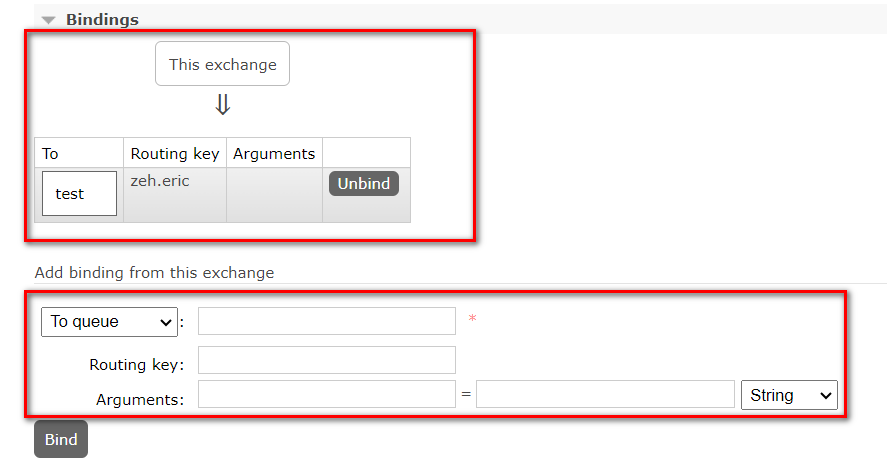 Bindings
This exchange
⇓
To Routing key Arguments
test zeh.eric Unbind
Add binding from this exchange
To queue : *
Routing key:
Arguments: = String
Bind